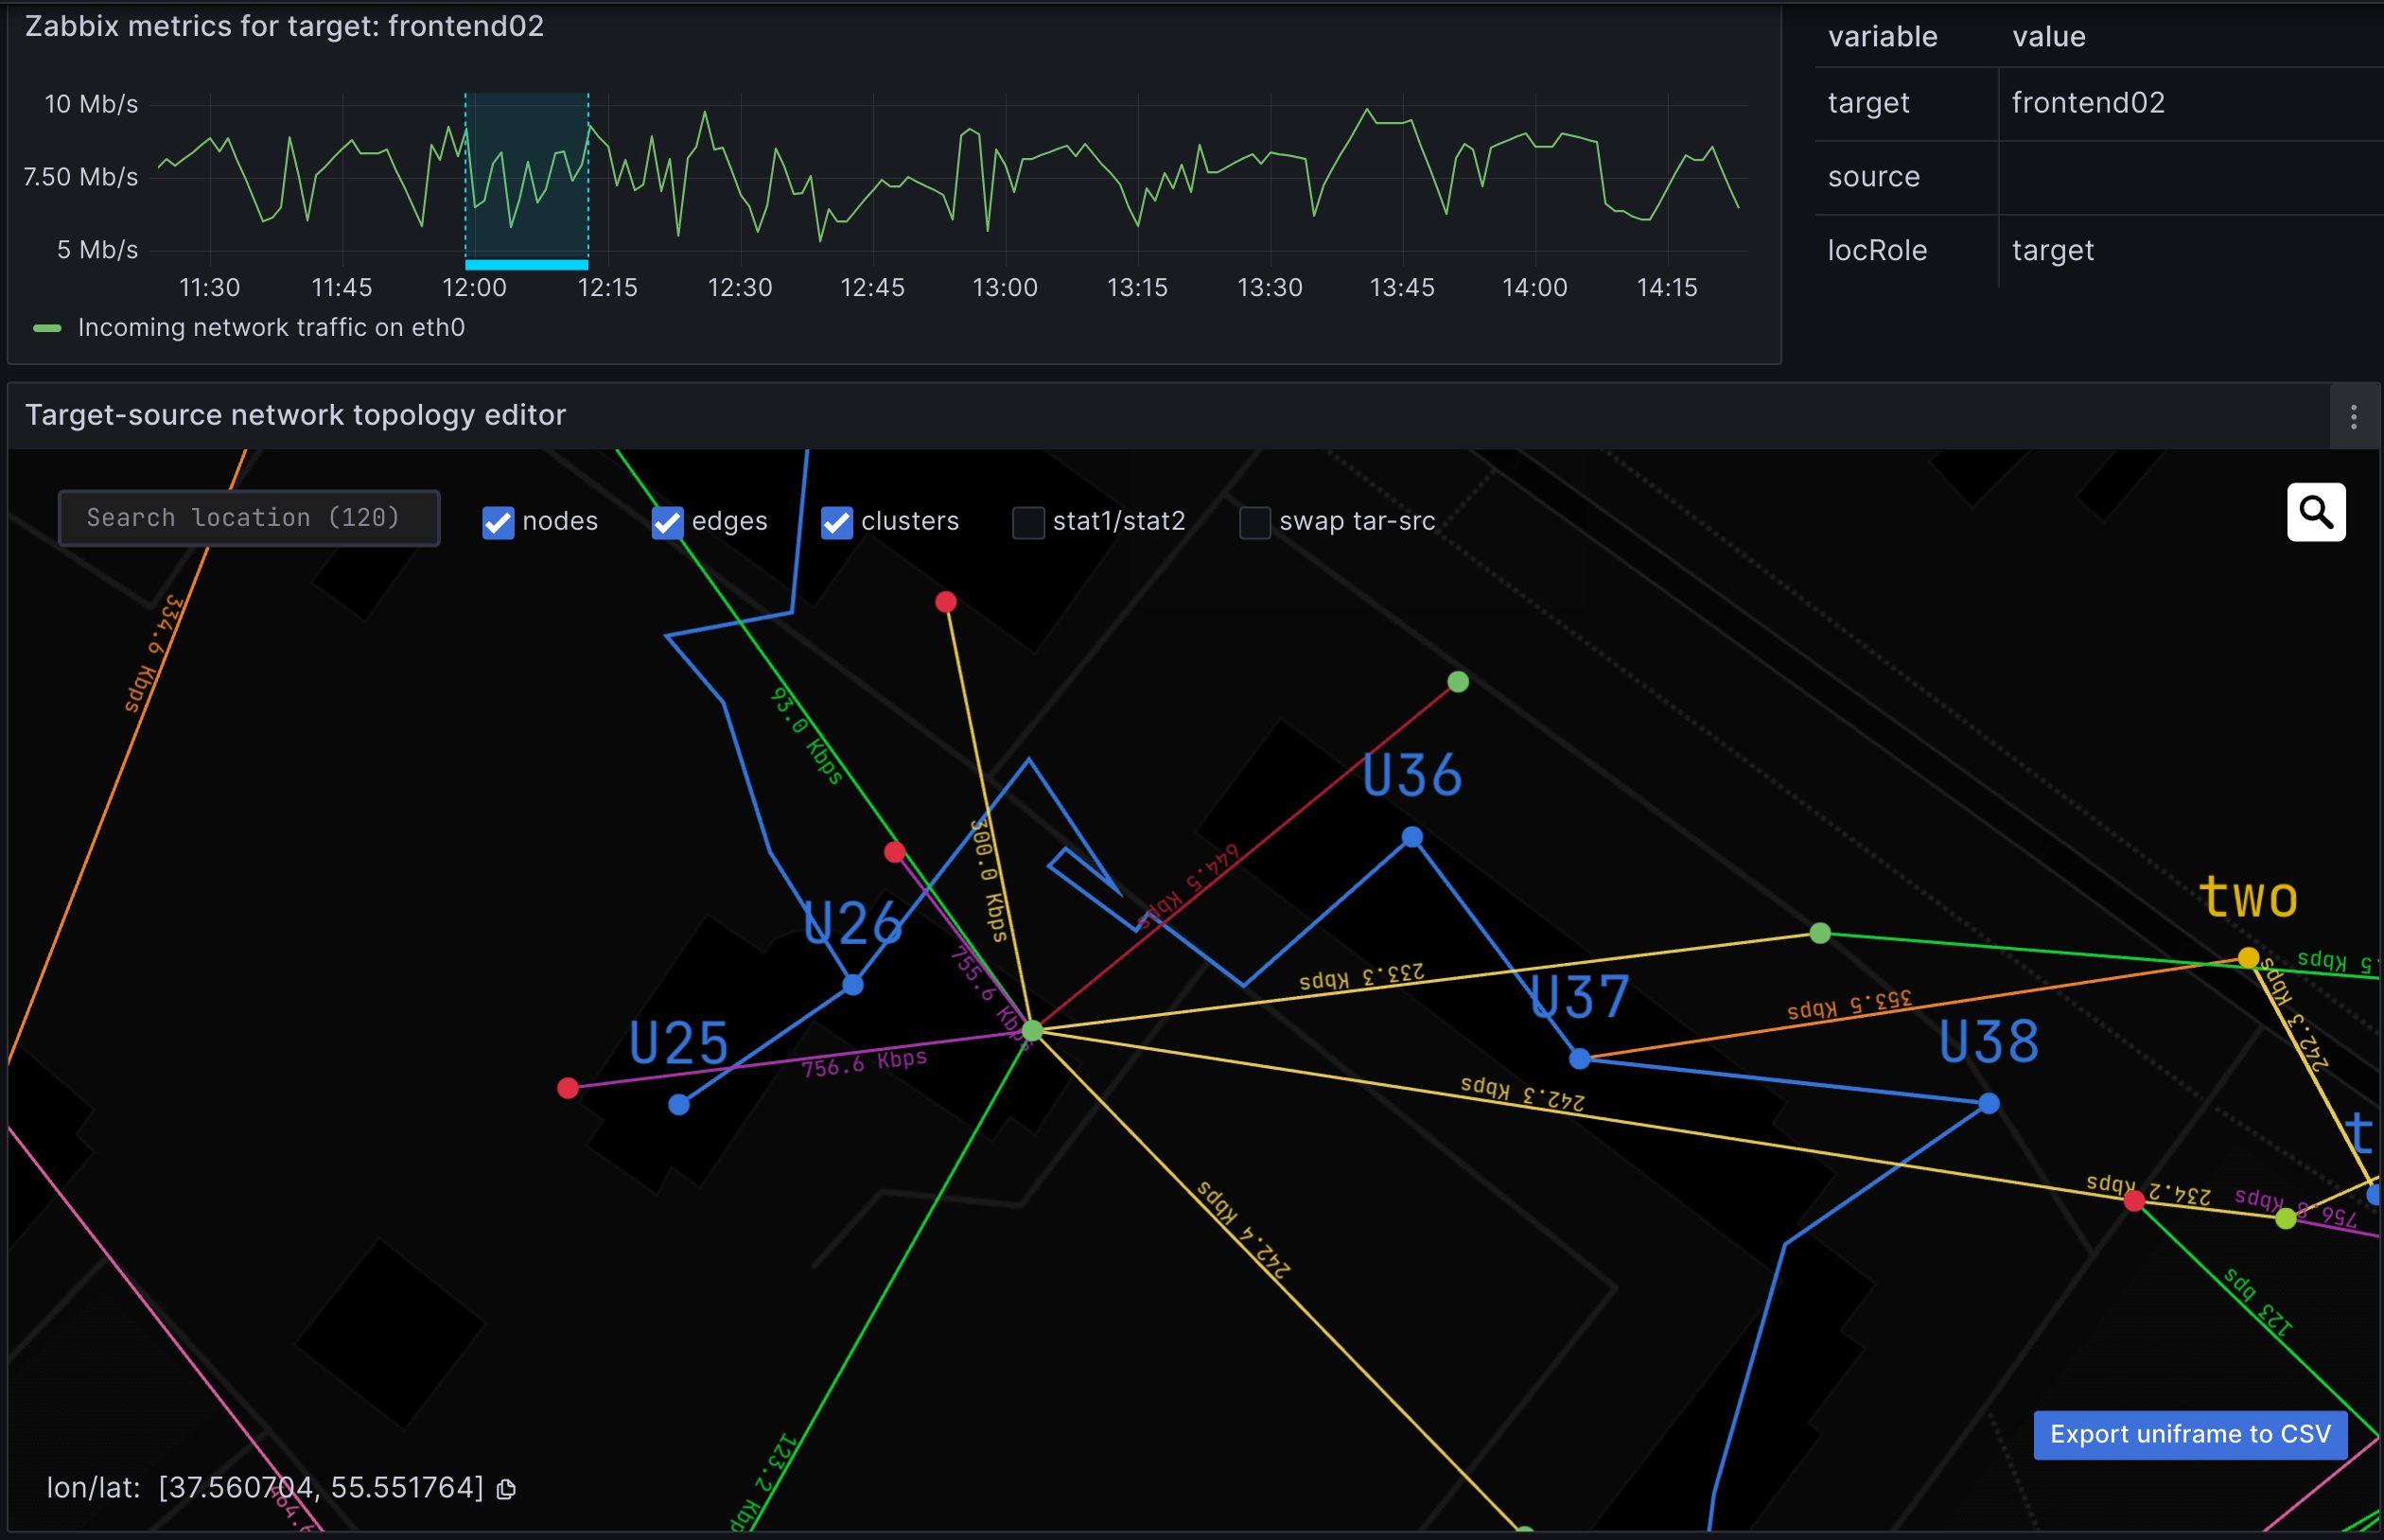 Zabbix metrics for target: frontend02
10 Mb/s
7.50 Mb/s
5 Mb/s
11:30 11:45 12:00 12:15 12:30 12:45 13:00 13:15 13:30 13:45 14:00 14:15
Incoming network traffic on eth0
variable value
target frontend02
source
locRole target
Target-source network topology editor
Search location (120)
nodes
edges
clusters
stat1/stat2
swap tar-src
334.6 Kbps
93.0 Kbps
300.0 Kbps
U36
644.5 Kbps
two
U26
755.6 Kbps
233.3 Kbps
U37
353.5 Kbps
Kbps
242.3 Kbps
U25
756.6 Kbps
U38
242.3 Kbps
t
234.2 Kbps
756.8 Kbps
242.4 Kbps
123 bps
123.2 Kbp
Export uniframe to CSV
lon/lat: [37.560704, 55.551764]